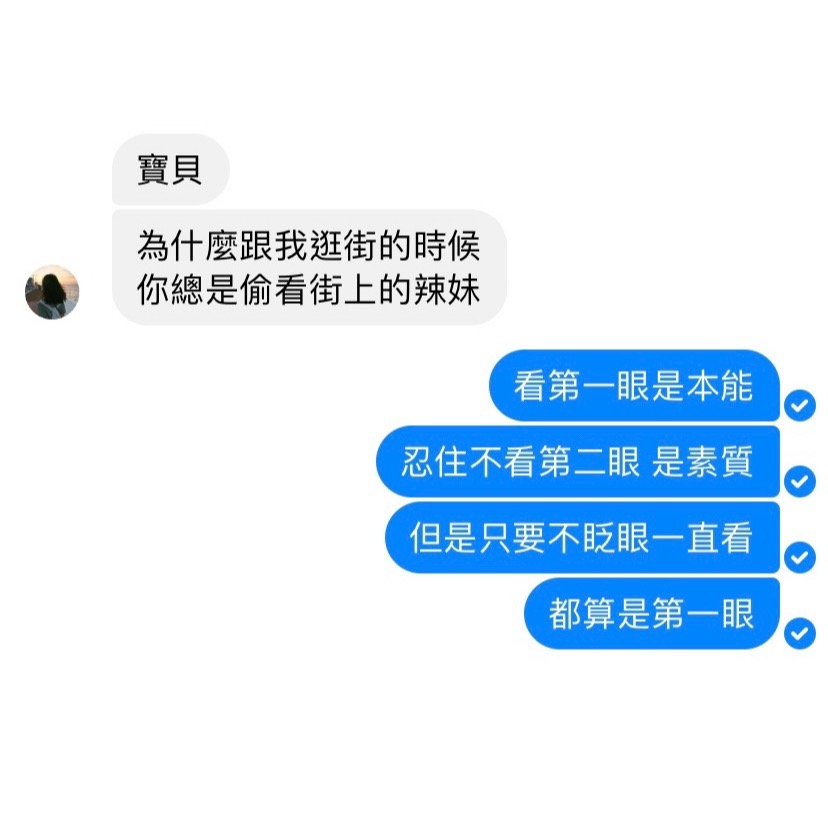 寶貝
為什麼跟我逛街的時候
你總是偷看街上的辣妹
看第一眼是本能
忍住不看第二眼 是素質
但是只要不眨眼一直看
都算是第一眼